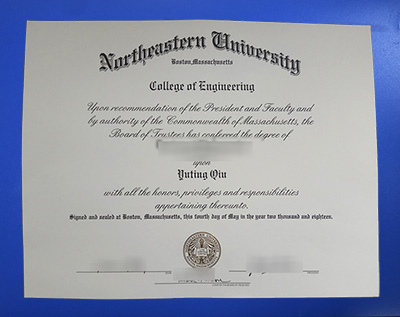 Northeastern University
Boston, Massachusetts
College of Engineering
Upon recommendation of the President and Faculty and
by authority of the Commonwealth of Massachusetts, the
Board of Trustees has conferred the degree of
upon
Yuting Qiu
with all the honors, privileges and responsibilities
appertaining thereunto.
Signed and sealed at Boston, Massachusetts, this fourth day of May in the year two thousand and eighteen.